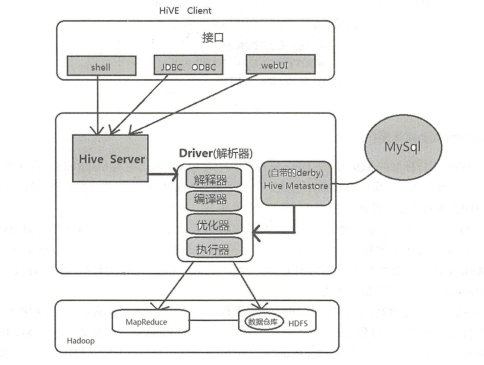 HiVE Client
接口
shell
JDBC ODBC
webUI
Hive Server
Driver(解析器)
解释器
编译器
优化器
执行器
(自带的derby)
Hive Metastore
MySql
MapReduce
数据仓库
HDFS
Hadoop